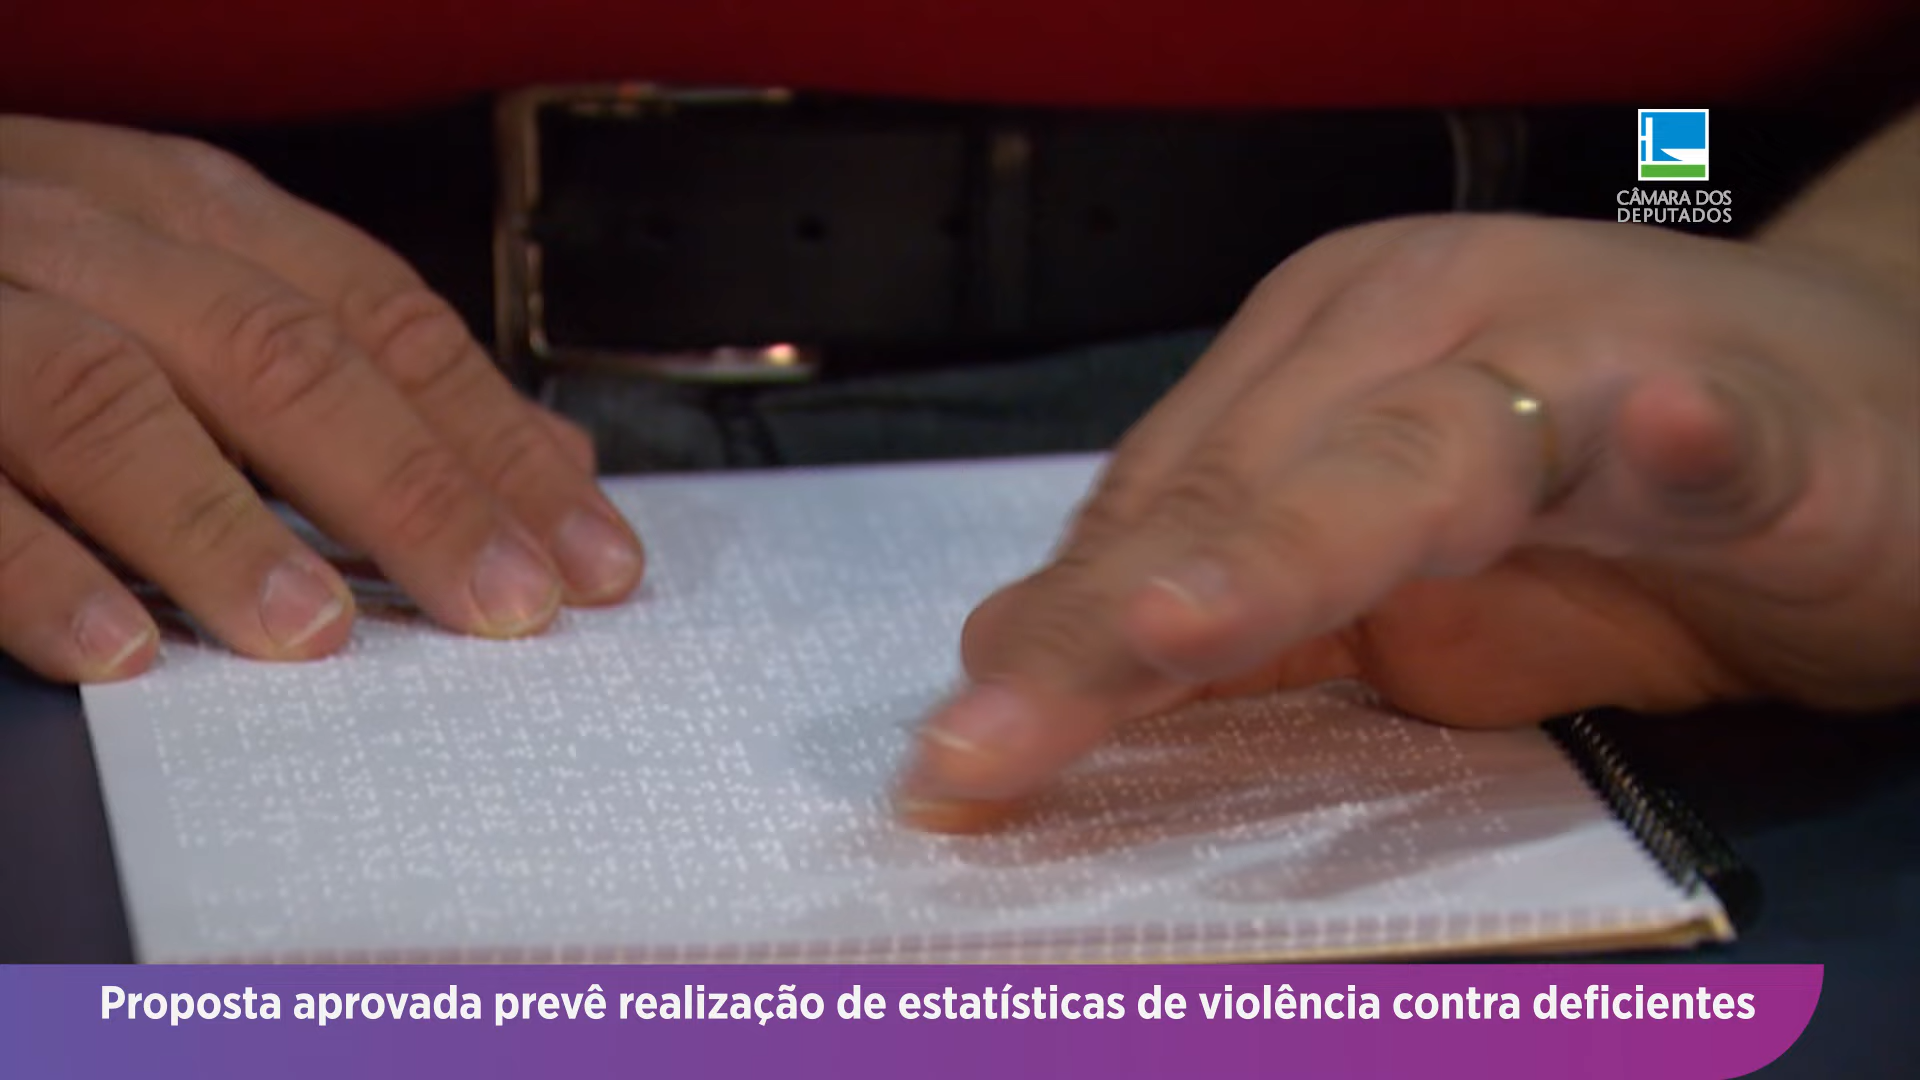 CÂMARA DOS
DEPUTADOS
Proposta aprovada prevê realização de estatísticas de violência contra deficientes